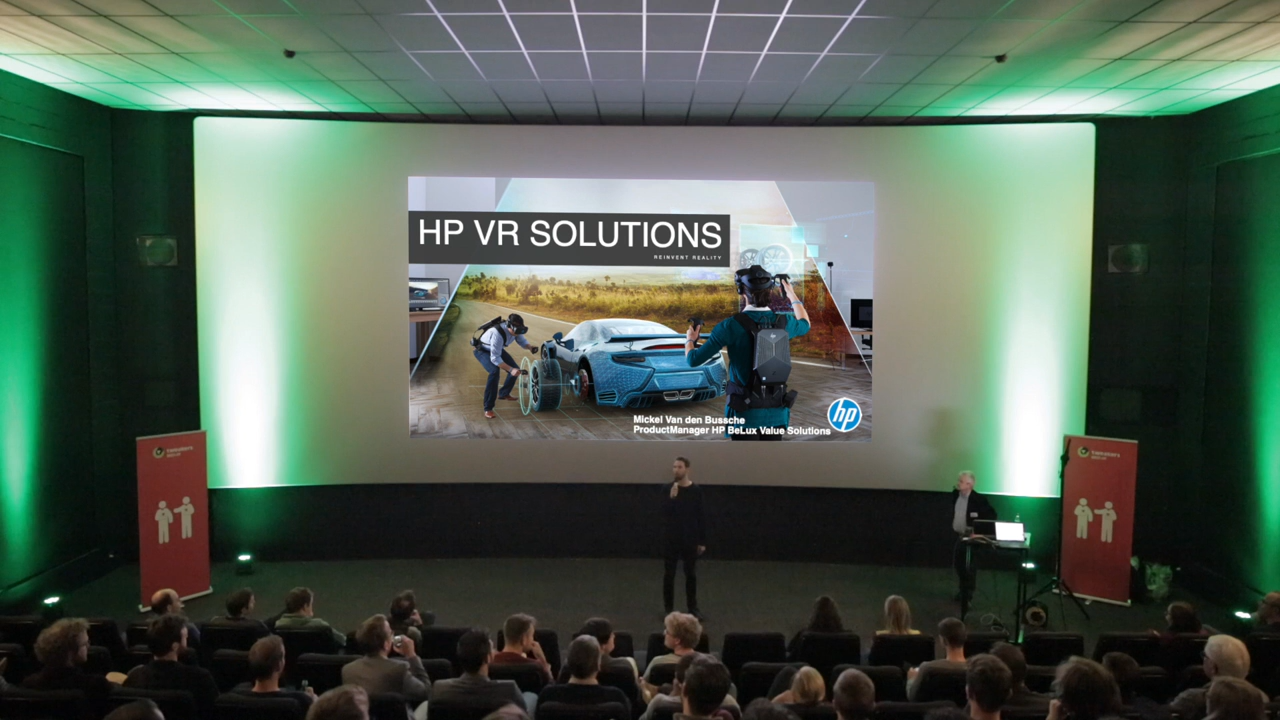 HP VR SOLUTIONS
REINVENT REALITY
Mickel Van den Bussche
ProductManager HP BeLux Value Solutions
hp